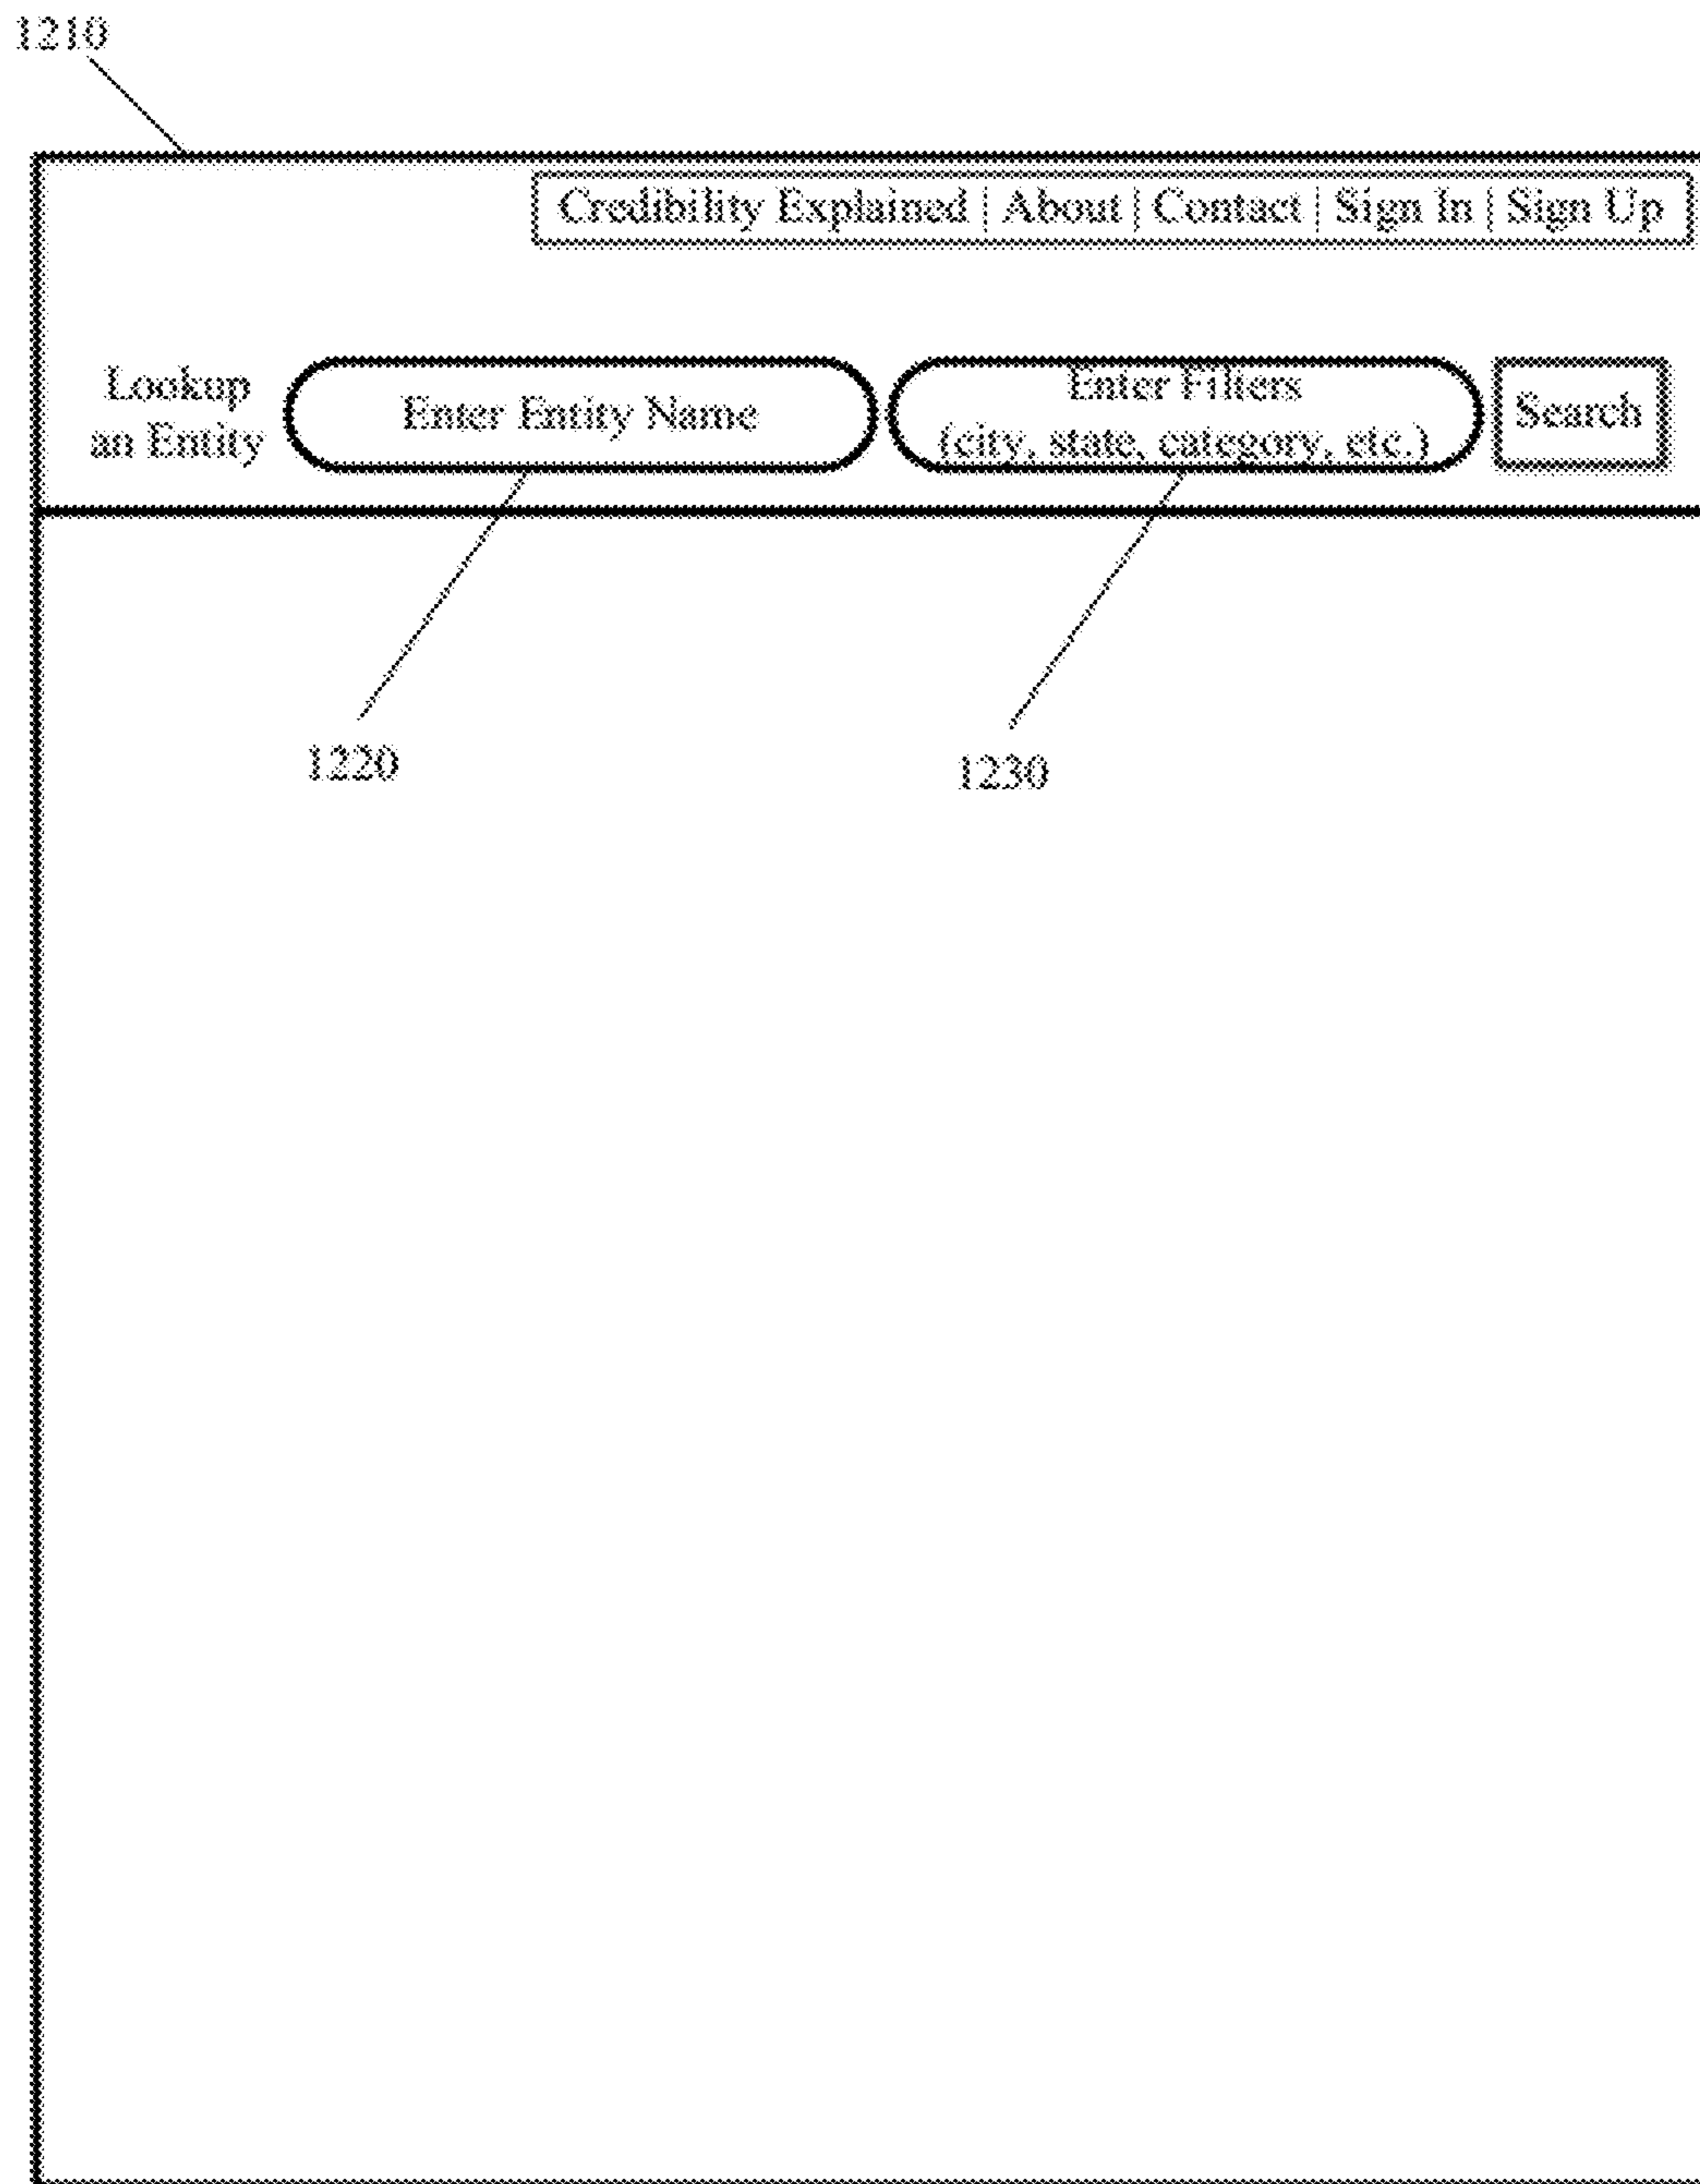 1210
Credibility Explained | About | Contact | Sign In | Sign Up
Lookup
an Entity
Enter Entity Name
Enter Filters
(city, state, category, etc.)
Search
1220
1230